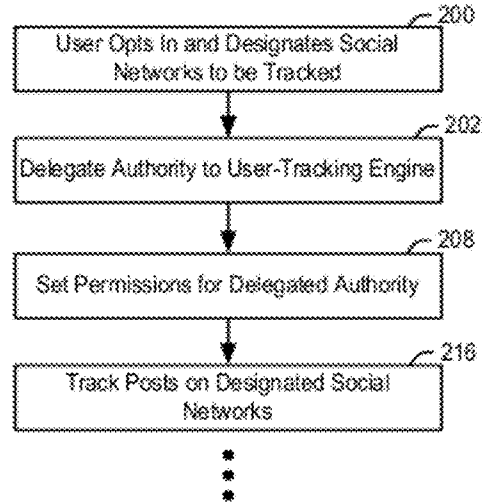 200
User Opts In and Designates Social
Networks to be Tracked
202
Delegate Authority to User-Tracking Engine
208
Set Permissions for Delegated Authority
216
Track Posts on Designated Social
Networks